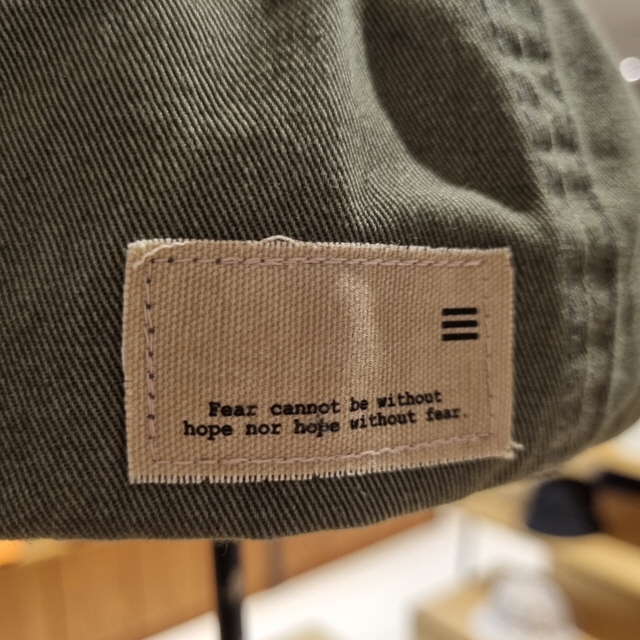 Fear cannot be without
hope nor hope without fear.